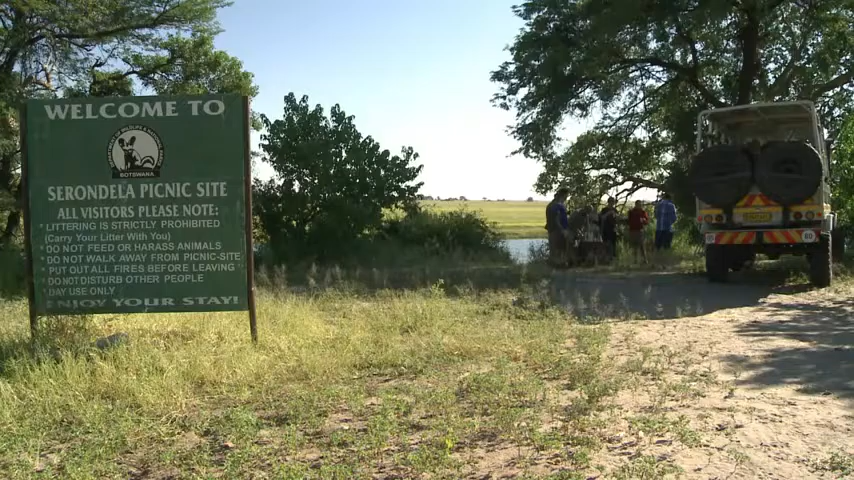 WELCOME TO
BOTSWANA
SERONDELA PICNIC SITE
ALL VISITORS PLEASE NOTE:
* LITTERING IS STRICTLY PROHIBITED
(Carry Your Litter With You)
* DO NOT FEED OR HARASS ANIMALS
* DO NOT WALK AWAY FROM PICNIC-SITE
* PUT OUT ALL FIRES BEFORE LEAVING
* DO NOT DISTURB OTHER PEOPLE
* DAY USE ONLY
ENJOY YOUR STAY!
60